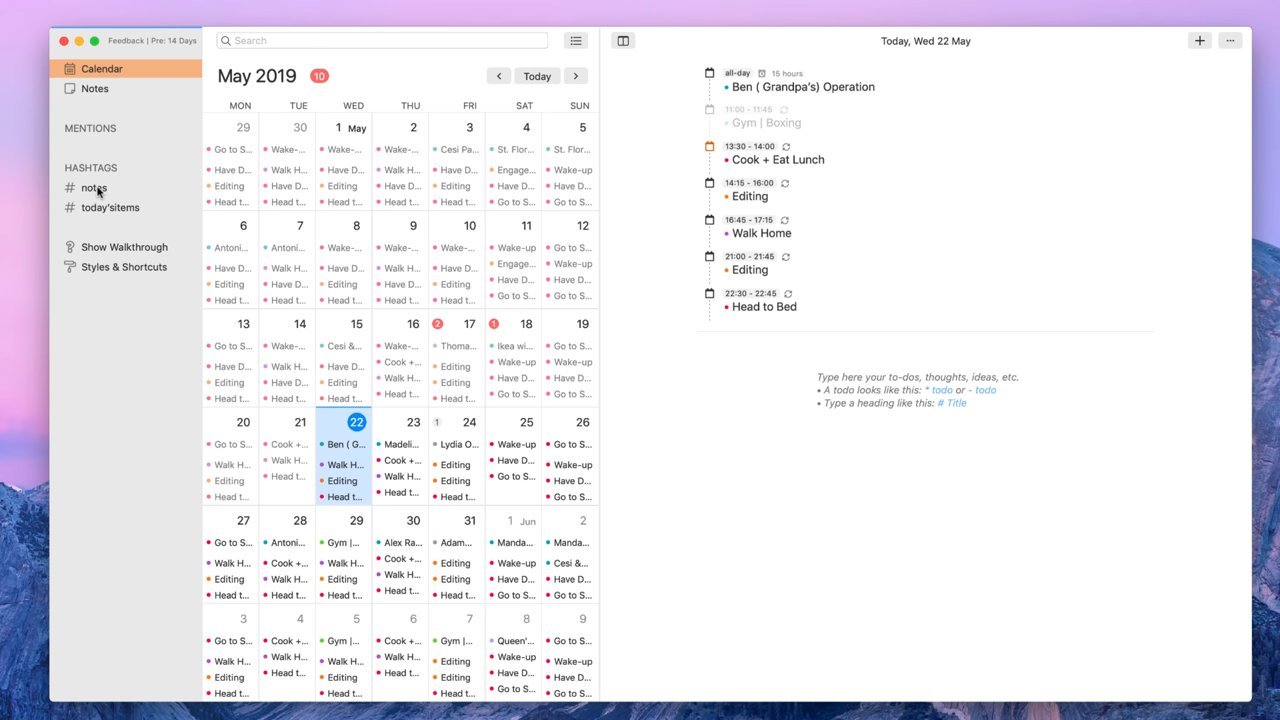 Feedback | Pre: 14 Days
Calendar
Notes
MENTIONS
HASHTAGS
# notes
# today'sitems
Show Walkthrough
Styles & Shortcuts
Search
May 2019 10
Today
MON TUE WED THU FRI SAT SUN
29 30 1 May 2 3 4 5
Go to S... Wake-... Wake-... Wake-... Cesi Pa... St. Flor... St. Flor...
Have D... Walk H... Have D... Walk H... Have D... Engage... Wake-up
Editing Have D... Editing Have D... Editing Have D... Have D...
Head t... Head t... Head t... Head t... Head t... Go to S... Go to S...
6 7 8 9 10 11 12
Antoni... Antoni... Wake-... Wake-... Wake-... Wake-up Go to S...
Have D... Walk H... Have D... Walk H... Have D... Engage... Wake-up
Editing Have D... Editing Have D... Editing Have D... Have D...
Head t... Head t... Head t... Head t... Head t... Go to S... Go to S...
13 14 15 16 2 17 1 18 19
Go to S... Wake-... Cesi &... Wake-... Thoma... Ikea wi... Go to S...
Have D... Walk H... Have D... Cook +... Editing Wake-up Wake-up
Editing Have D... Editing Walk H... Editing Have D... Have D...
Head t... Head t... Head t... Head t... Head t... Go to S... Go to S...
20 21 22 23 1 24 25 26
Go to S... Cook +... Ben ( G... Madeli... Lydia O... Wake-up Go to S...
Walk H... Walk H... Walk H... Cook +... Editing Have D... Wake-up
Editing Head t... Editing Walk H... Editing Go to S... Have D...
Head t... Head t... Head t... Head t... Go to S...
27 28 29 30 31 1 Jun 2
Go to S... Antoni... Gym |... Alex Ra... Adam... Manda... Manda...
Walk H... Cook +... Walk H... Cook +... Editing Wake-up Cesi &...
Editing Walk H... Editing Walk H... Editing Have D... Have D...
Head t... Head t... Head t... Head t... Head t... Go to S... Go to S...
3 4 5 6 7 8 9
Go to S... Cook +... Gym |... Cook +... Gym |... Queen'... Go to S...
Walk H... Walk H... Walk H... Walk H... Editing Wake-up Wake-up
Editing Head t... Editing Head t... Editing Have D... Have D...
Head t... Head t... Head t... Go to S... Go to S...
Today, Wed 22 May
all-day 15 hours
Ben ( Grandpa's) Operation
11:00 - 11:45
Gym | Boxing
13:30 - 14:00
Cook + Eat Lunch
14:15 - 16:00
Editing
16:45 - 17:15
Walk Home
21:00 - 21:45
Editing
22:30 - 22:45
Head to Bed
Type here your to-dos, thoughts, ideas, etc.
• A todo looks like this: * todo or - todo
• Type a heading like this: # Title